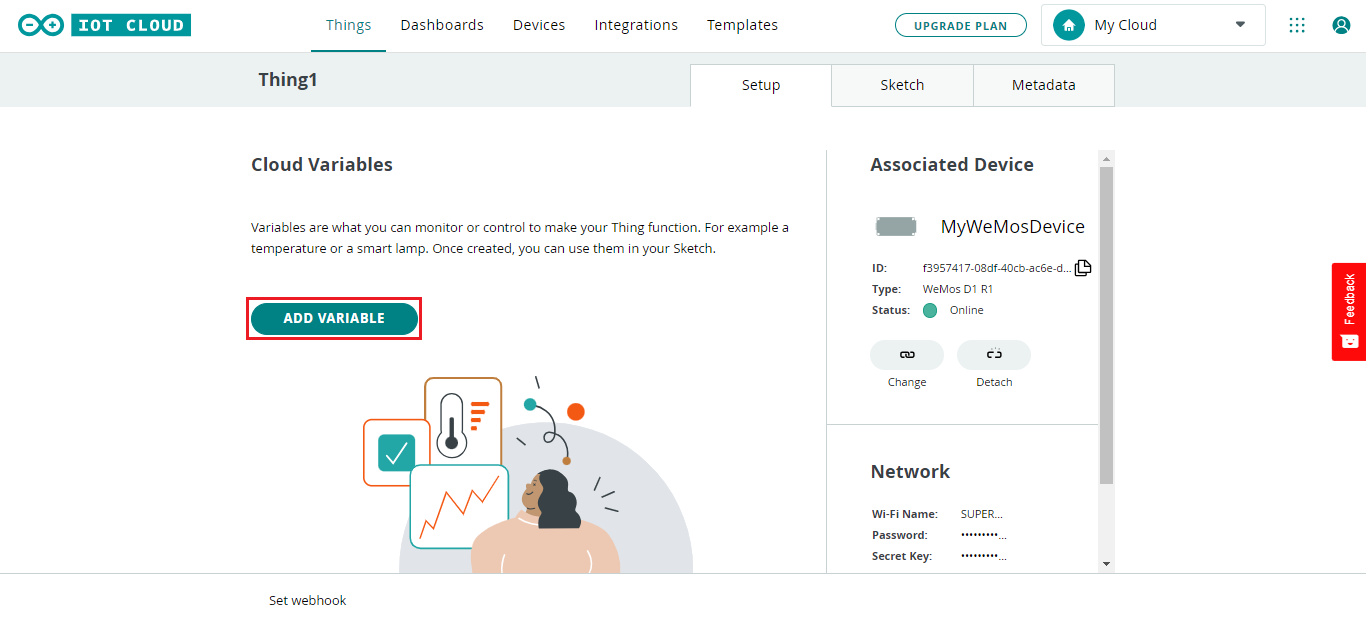 IOT CLOUD
Things
Dashboards
Devices
Integrations
Templates
UPGRADE PLAN
My Cloud
Thing1
Setup
Sketch
Metadata
Cloud Variables
Variables are what you can monitor or control to make your Thing function. For example a
temperature or a smart lamp. Once created, you can use them in your Sketch.
ADD VARIABLE
Associated Device
MyWeMosDevice
ID: f3957417-08df-40cb-ac6e-d...
Type: WeMos D1 R1
Status: Online
Change
Detach
Network
Wi-Fi Name: SUPER...
Password: •••••••••...
Secret Key: •••••••••...
Feedback
Set webhook